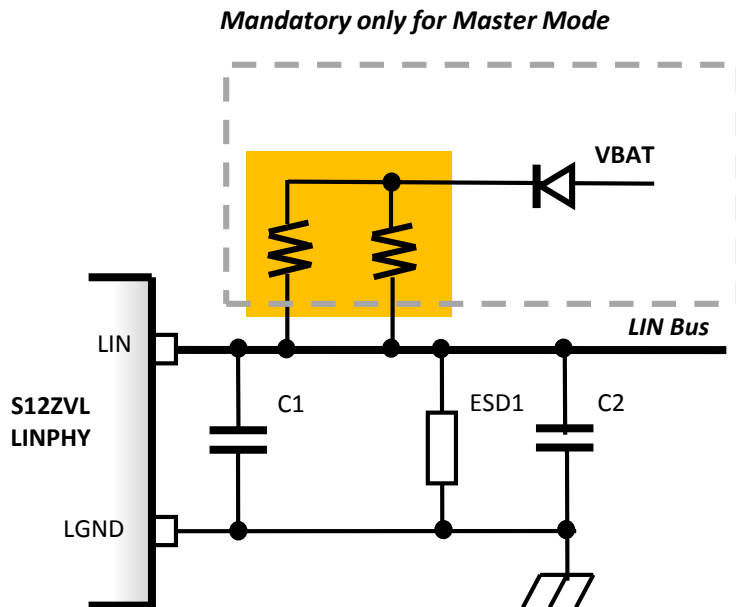 Mandatory only for Master Mode
VBAT
LIN Bus
LIN
C1
ESD1
C2
S12ZVL
LINPHY
LGND